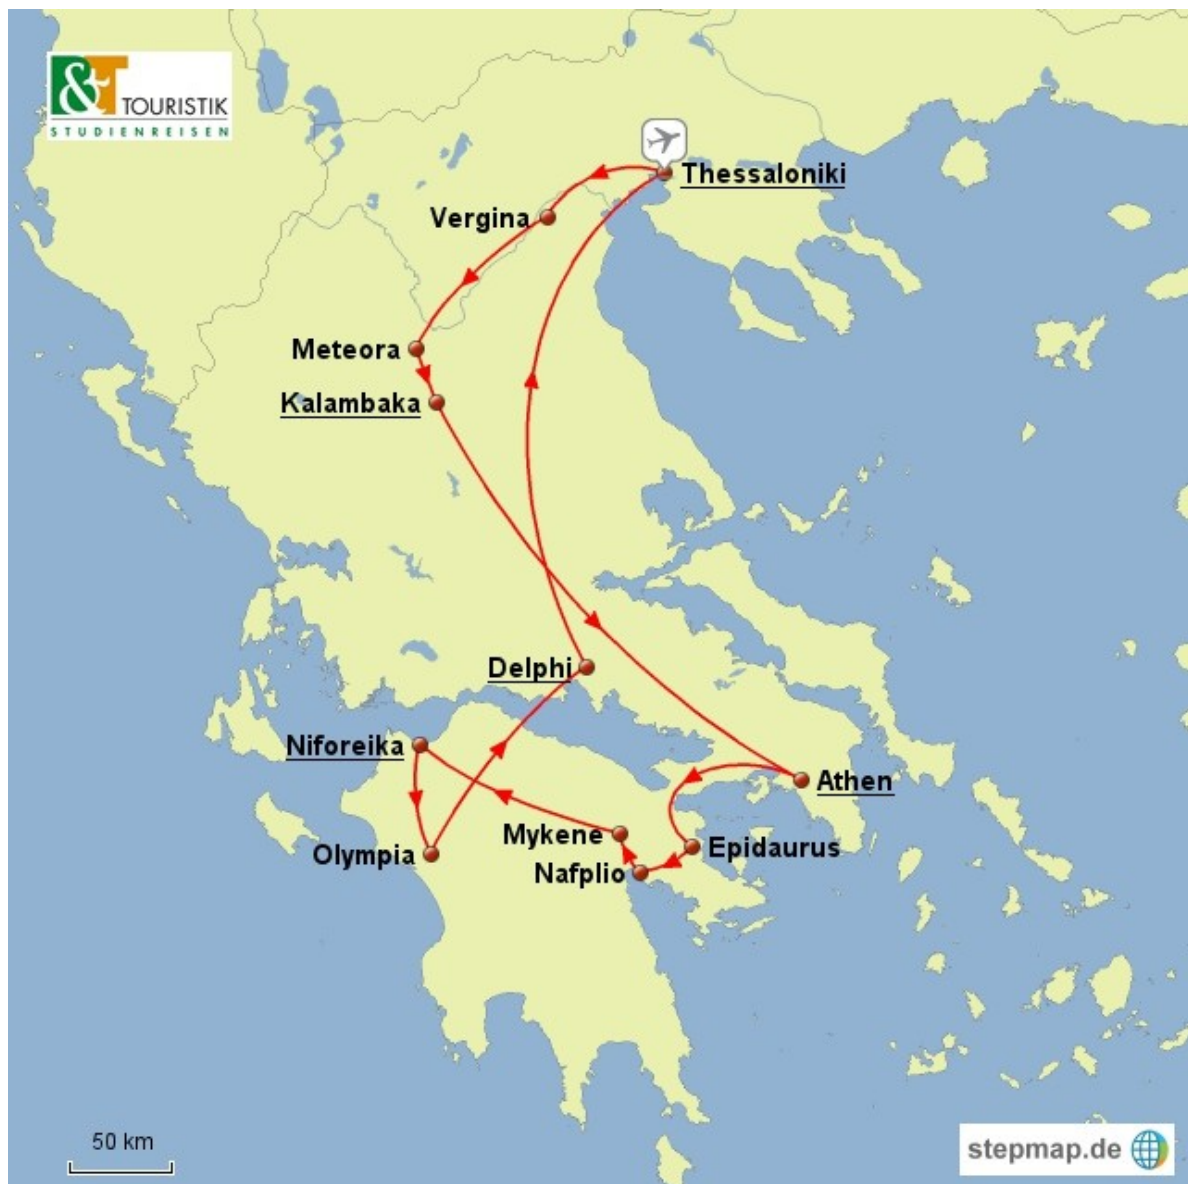 &T TOURISTIK
STUDIENREISEN
Thessaloniki
Vergina
Meteora
Kalambaka
Delphi
Niforeika
Athen
Mykene
Epidaurus
Olympia
Nafplio
50 km
stepmap.de